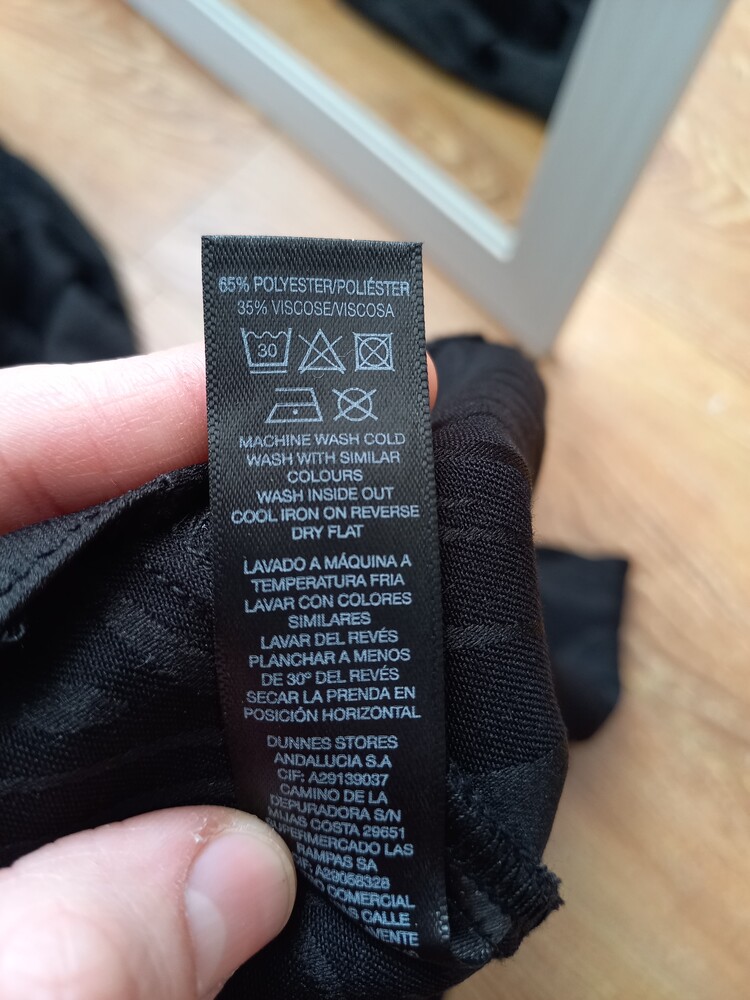 65% POLYESTER/POLIÉSTER
35% VISCOSE/VISCOSA
30
MACHINE WASH COLD
WASH WITH SIMILAR
COLOURS
WASH INSIDE OUT
COOL IRON ON REVERSE
DRY FLAT
LAVADO A MÁQUINA A
TEMPERATURA FRIA
LAVAR CON COLORES
SIMILARES
LAVAR DEL REVÉS
PLANCHAR A MENOS
DE 30º DEL REVÉS
SECAR LA PRENDA EN
POSICIÓN HORIZONTAL
DUNNES STORES
ANDALUCIA S.A
CIF: A29139037
CAMINO DE LA
DEPURADORA S/N
MIJAS COSTA 29651
SUPERMERCADO LAS
RAMPAS SA
CIF: A29058328
COMERCIAL
CALLE